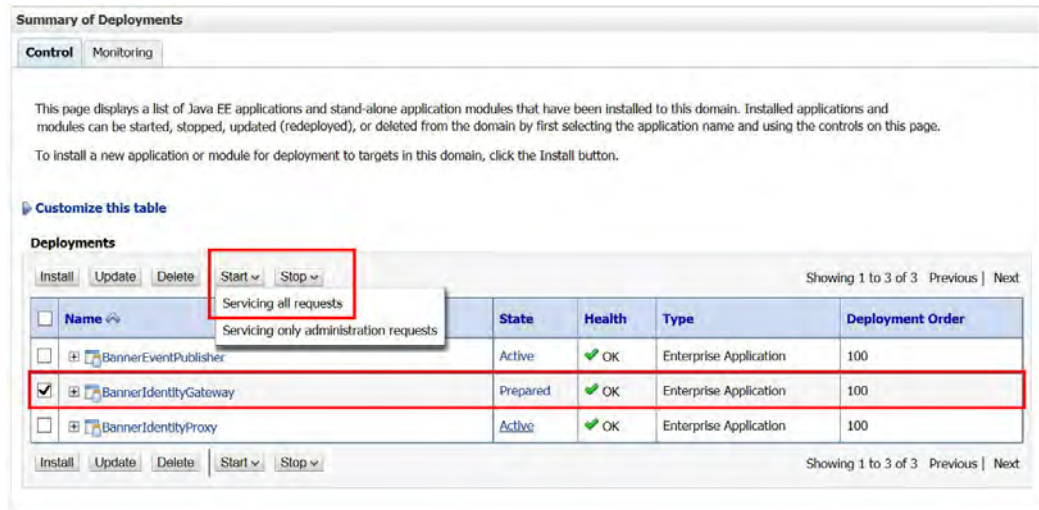 Summary of Deployments
Control Monitoring
This page displays a list of Java EE applications and stand-alone application modules that have been installed to this domain. Installed applications and
modules can be started, stopped, updated (redeployed), or deleted from the domain by first selecting the application name and using the controls on this page.
To install a new application or module for deployment to targets in this domain, click the Install button.
Customize this table
Deployments
Install Update Delete Start Stop Showing 1 to 3 of 3 Previous | Next
Servicing all requests
Servicing only administration requests
Name State Health Type Deployment Order
BannerEventPublisher Active OK Enterprise Application 100
BannerIdentityGateway Prepared OK Enterprise Application 100
BannerIdentityProxy Active OK Enterprise Application 100
Install Update Delete Start Stop Showing 1 to 3 of 3 Previous | Next